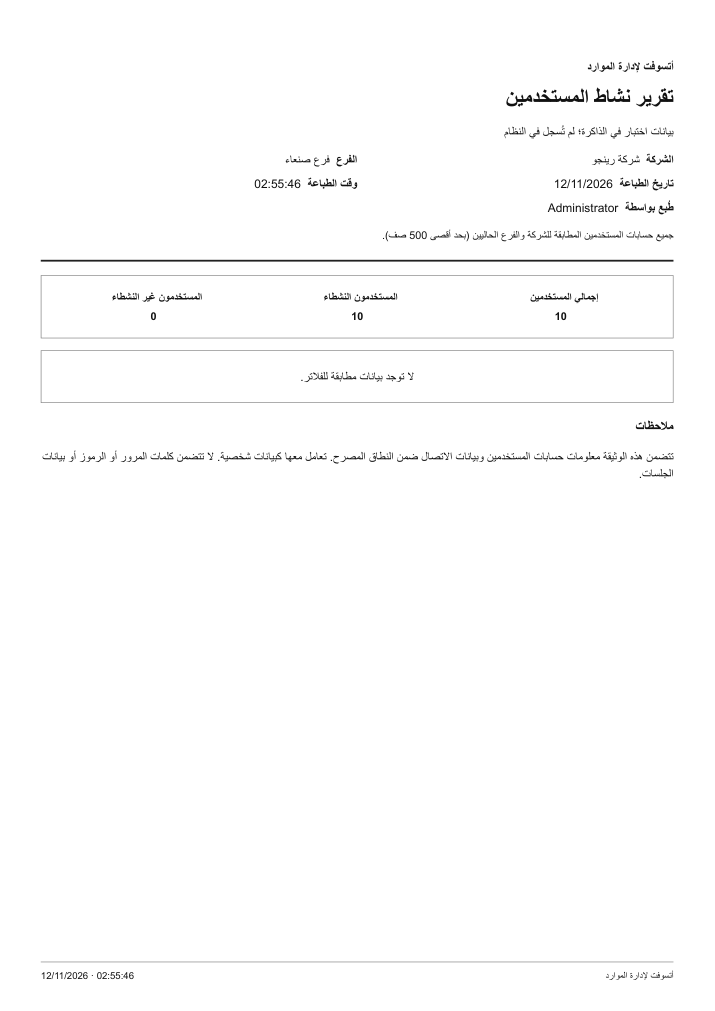 أتسوفت لإدارة الموارد
تقرير نشاط المستخدمين
بيانات اختبار في الذاكرة؛ لم تُسجل في النظام
الشركة شركة رينجو
الفرع فرع صنعاء
تاريخ الطباعة 12/11/2026
وقت الطباعة 02:55:46
طُبع بواسطة Administrator
جميع حسابات المستخدمين المطابقة للشركة والفرع الحاليين (بحد أقصى 500 صف).
إجمالي المستخدمين
10
المستخدمون النشطاء
10
المستخدمون غير النشطاء
0
لا توجد بيانات مطابقة للفلاتر.
ملاحظات
تتضمن هذه الوثيقة معلومات حسابات المستخدمين وبيانات الاتصال ضمن النطاق المصرح. تعامل معها كبيانات شخصية. لا تتضمن كلمات المرور أو الرموز أو بيانات
الجلسات.
أتسوفت لإدارة الموارد
12/11/2026 · 02:55:46